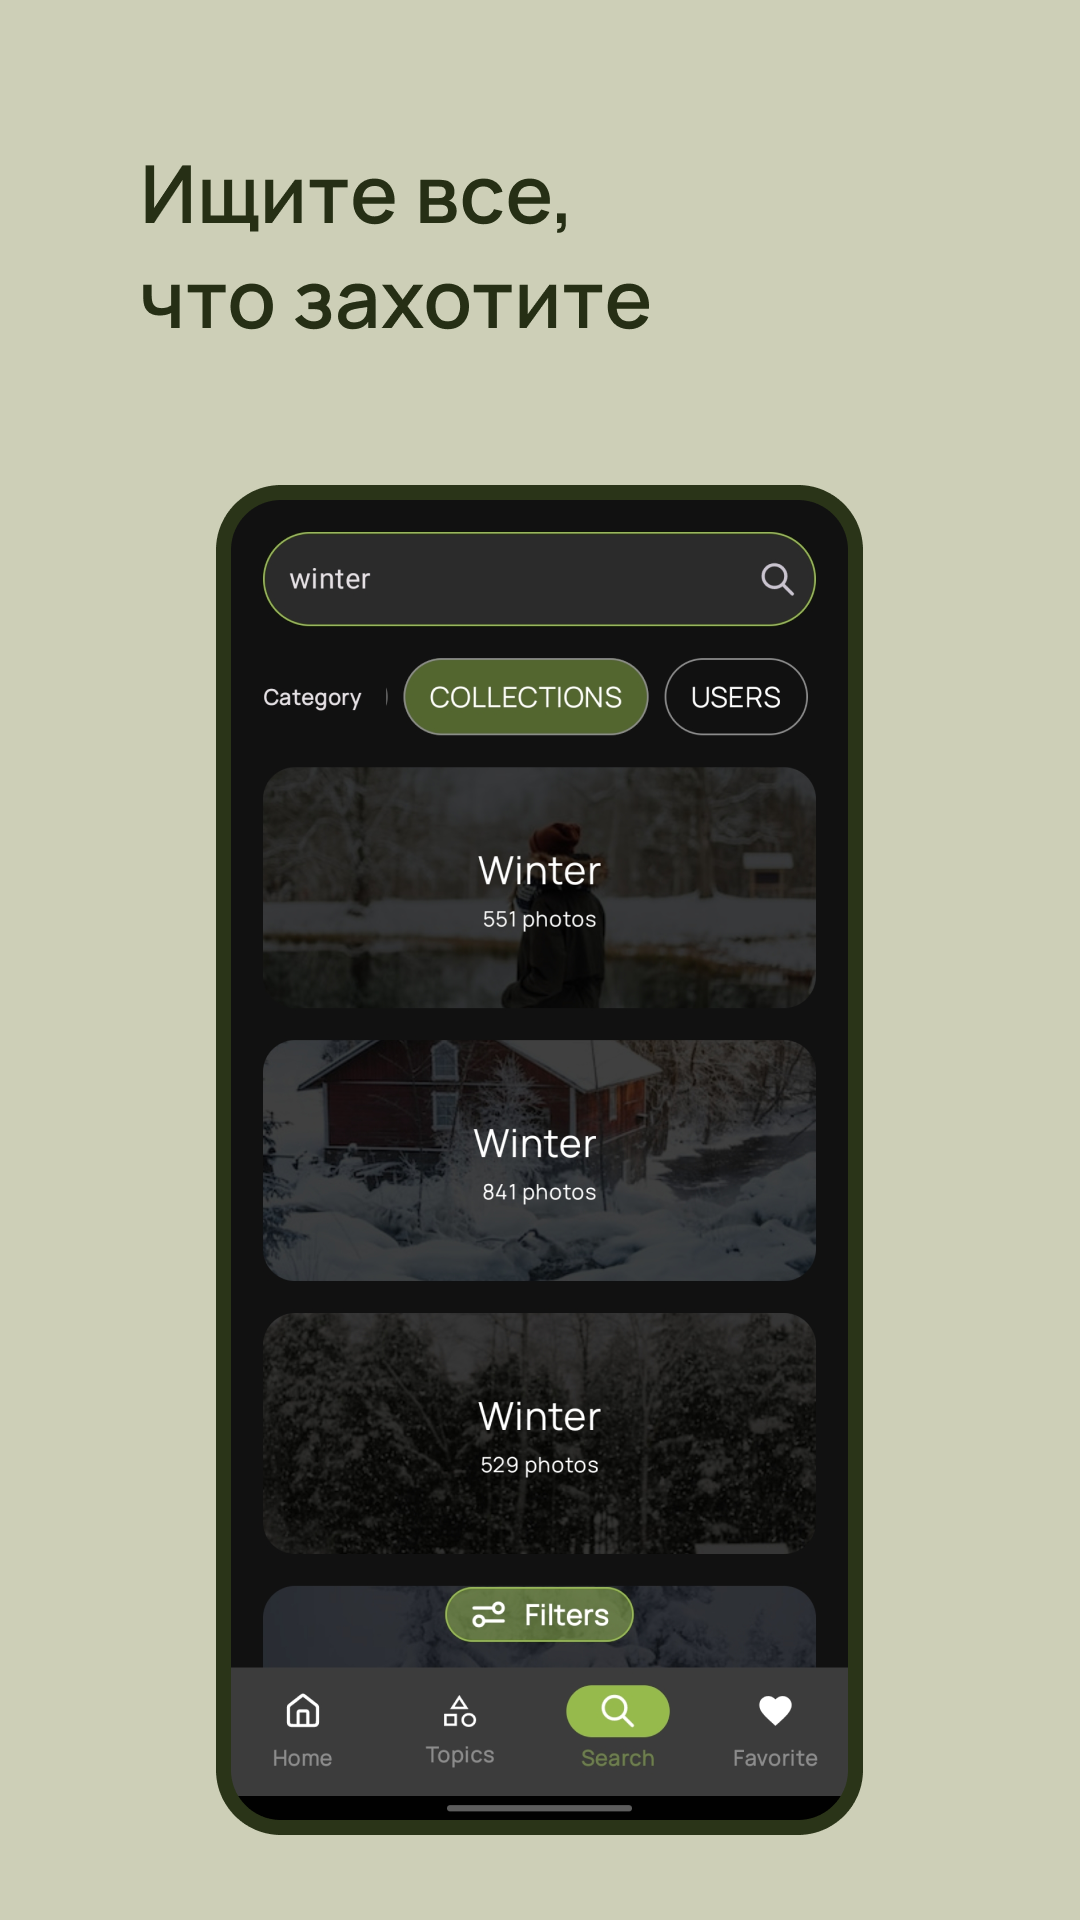 Ищите все,
что захотите
winter
Category
COLLECTIONS
USERS
Winter
551 photos
Winter
841 photos
Winter
529 photos
Filters
Home
Topics
Search
Favorite